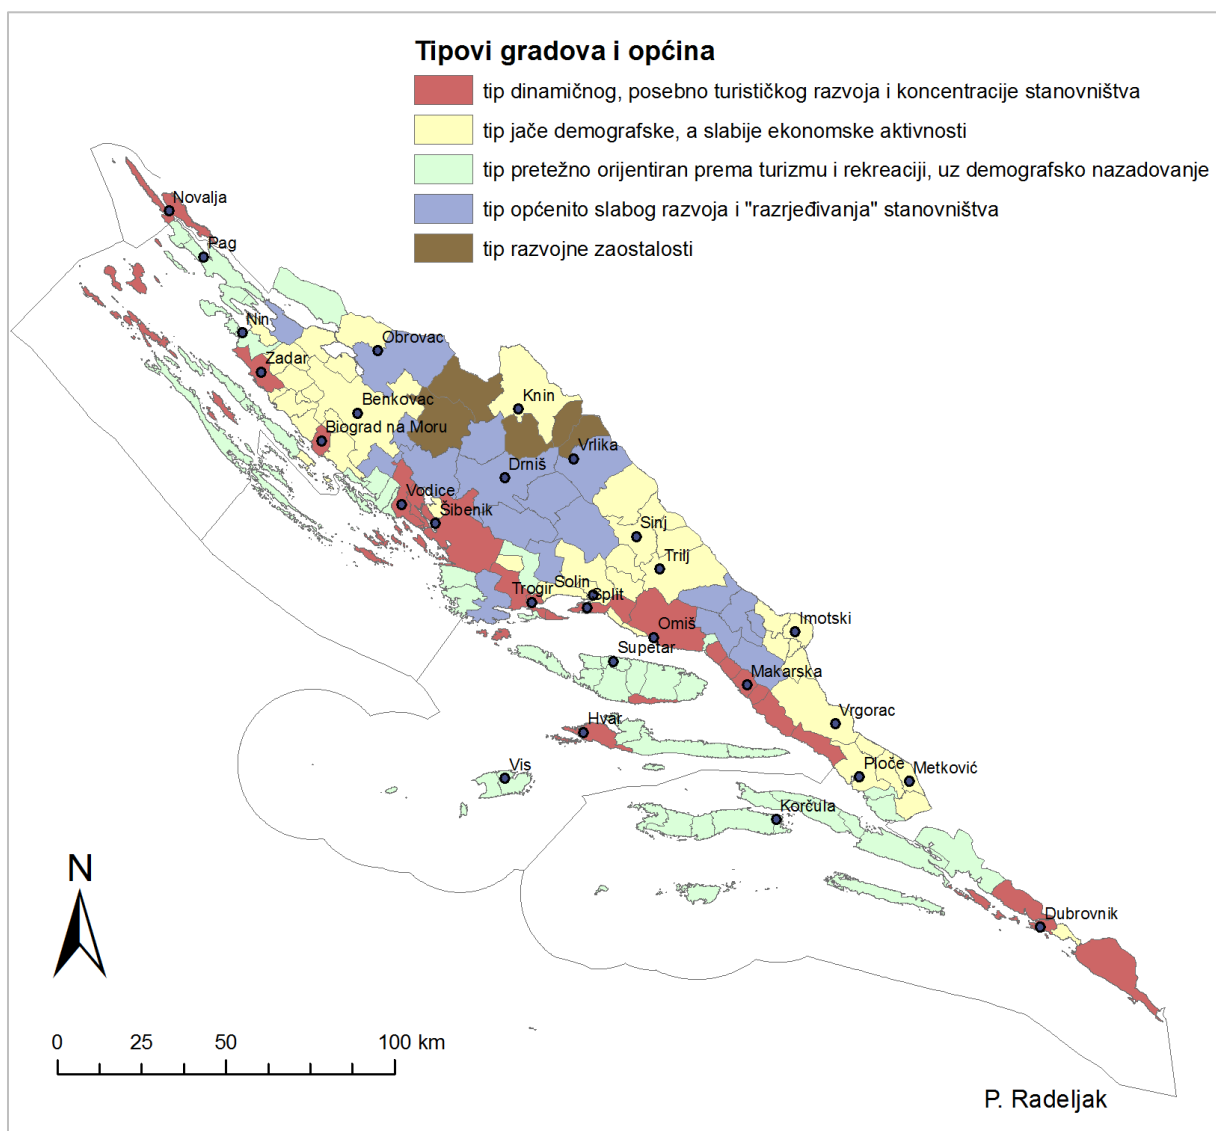 Tipovi gradova i općina
tip dinamičnog, posebno turističkog razvoja i koncentracije stanovništva
tip jače demografske, a slabije ekonomske aktivnosti
tip pretežno orijentiran prema turizmu i rekreaciji, uz demografsko nazadovanje
tip općenito slabog razvoja i "razrjeđivanja" stanovništva
tip razvojne zaostalosti
Novalja
Pag
Nin
Obrovac
Zadar
Benkovac
Knin
Biograd na Moru
Vrlika
Drniš
Vodice
Šibenik
Sinj
Trilj
Solin
Trogir
Split
Omiš
Imotski
Supetar
Makarska
Hvar
Vrgorac
Vis
Ploče
Metković
Korčula
Dubrovnik
N
0 25 50 100 km
P. Radeljak